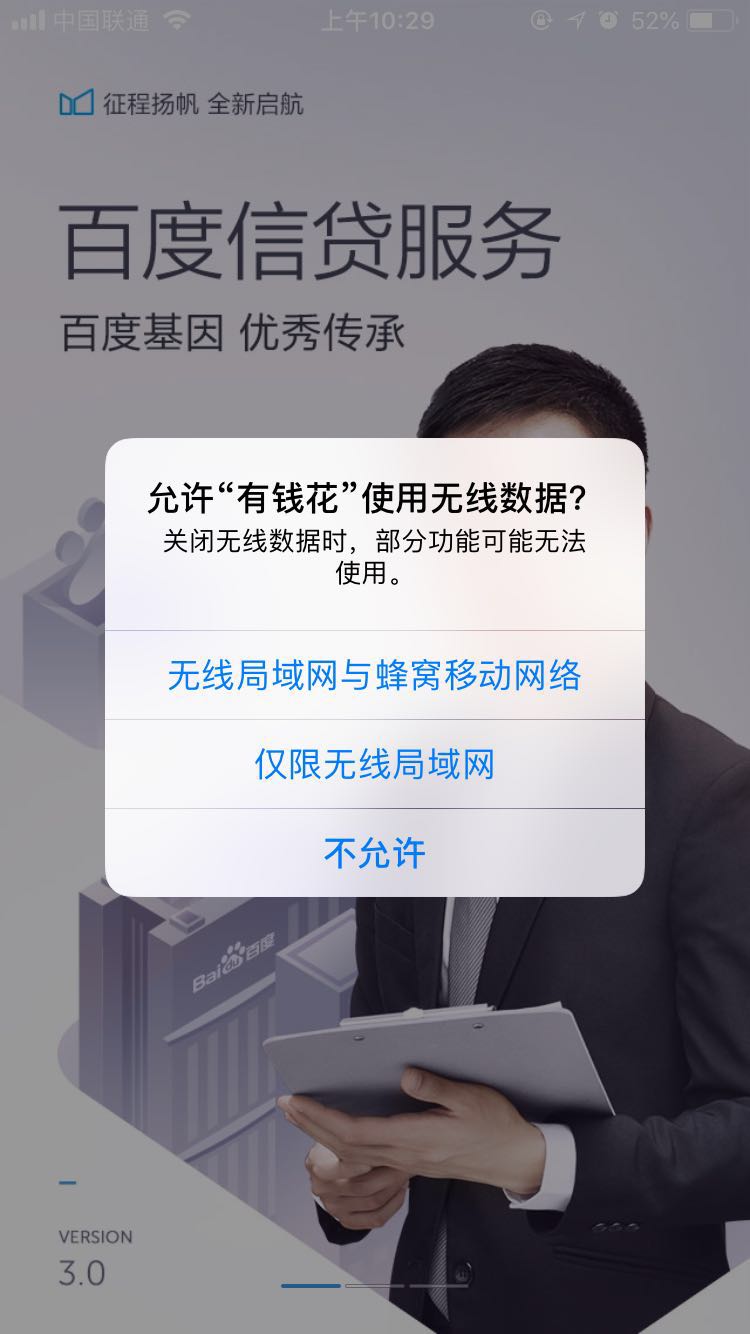 中国联通
上午10:29
52%
征程扬帆 全新启航
百度信贷服务
百度基因 优秀传承
允许“有钱花”使用无线数据？
关闭无线数据时，部分功能可能无法
使用。
无线局域网与蜂窝移动网络
仅限无线局域网
不允许
Baidu百度
VERSION
3.0